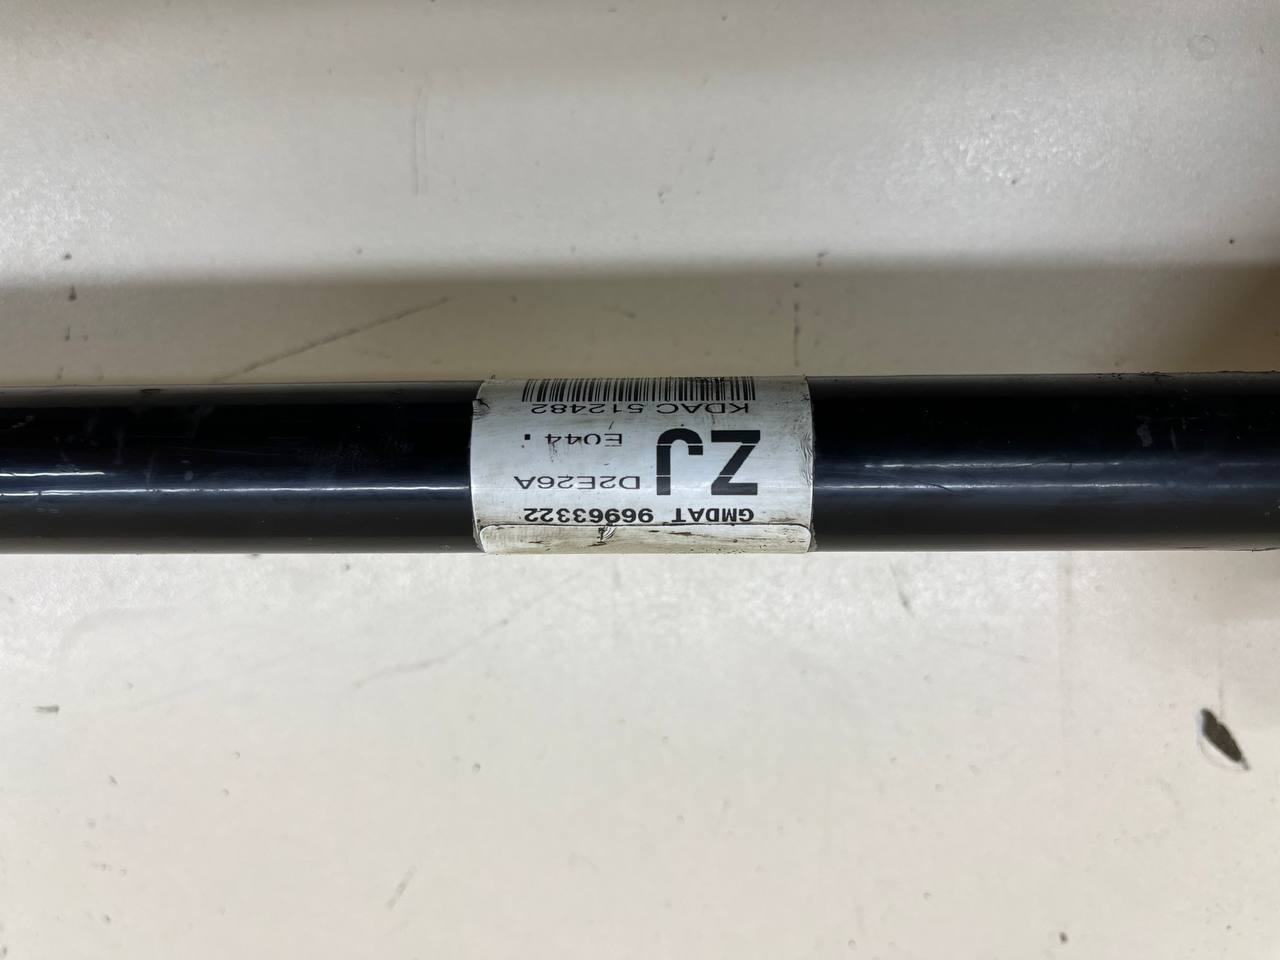 GMDAT 96963322
ZJ D2E26A
E044.
KDAC 512482